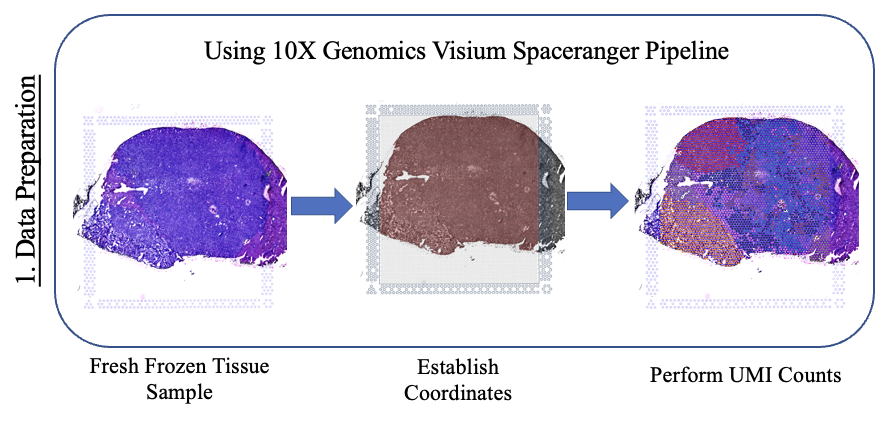 Using 10X Genomics Visium Spaceranger Pipeline
1. Data Preparation
Fresh Frozen Tissue
Sample
Establish
Coordinates
Perform UMI Counts